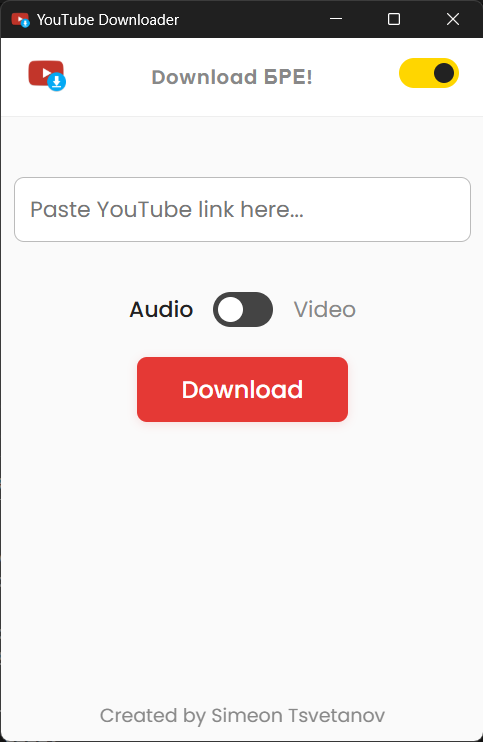 YouTube Downloader
Download БРЕ!
Paste YouTube link here...
Audio Video
Download
Created by Simeon Tsvetanov